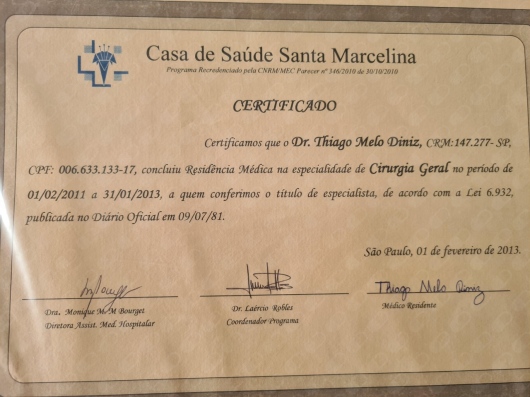 Casa de Saúde Santa Marcelina
Programa Recredenciado pela CNRM/MEC Parecer nº 346/2010 de 30/10/2010
CERTIFICADO
Certificamos que o Dr. Thiago Melo Diniz, CRM:147.277- SP,
CPF: 006.633.133-17, concluiu Residência Médica na especialidade de Cirurgia Geral no período de
01/02/2011 a 31/01/2013, a quem conferimos o titulo de especialista, de acordo com a Lei 6.932,
publicada no Diário Oficial em 09/07/81.
São Paulo, 01 de fevereiro de 2013.
Thiago Melo Diniz
Dra. Monique M. M Bourget
Diretora Assist. Med. Hospitalar
Dr. Laércio Robles
Coordenador Programa
Médico Residente